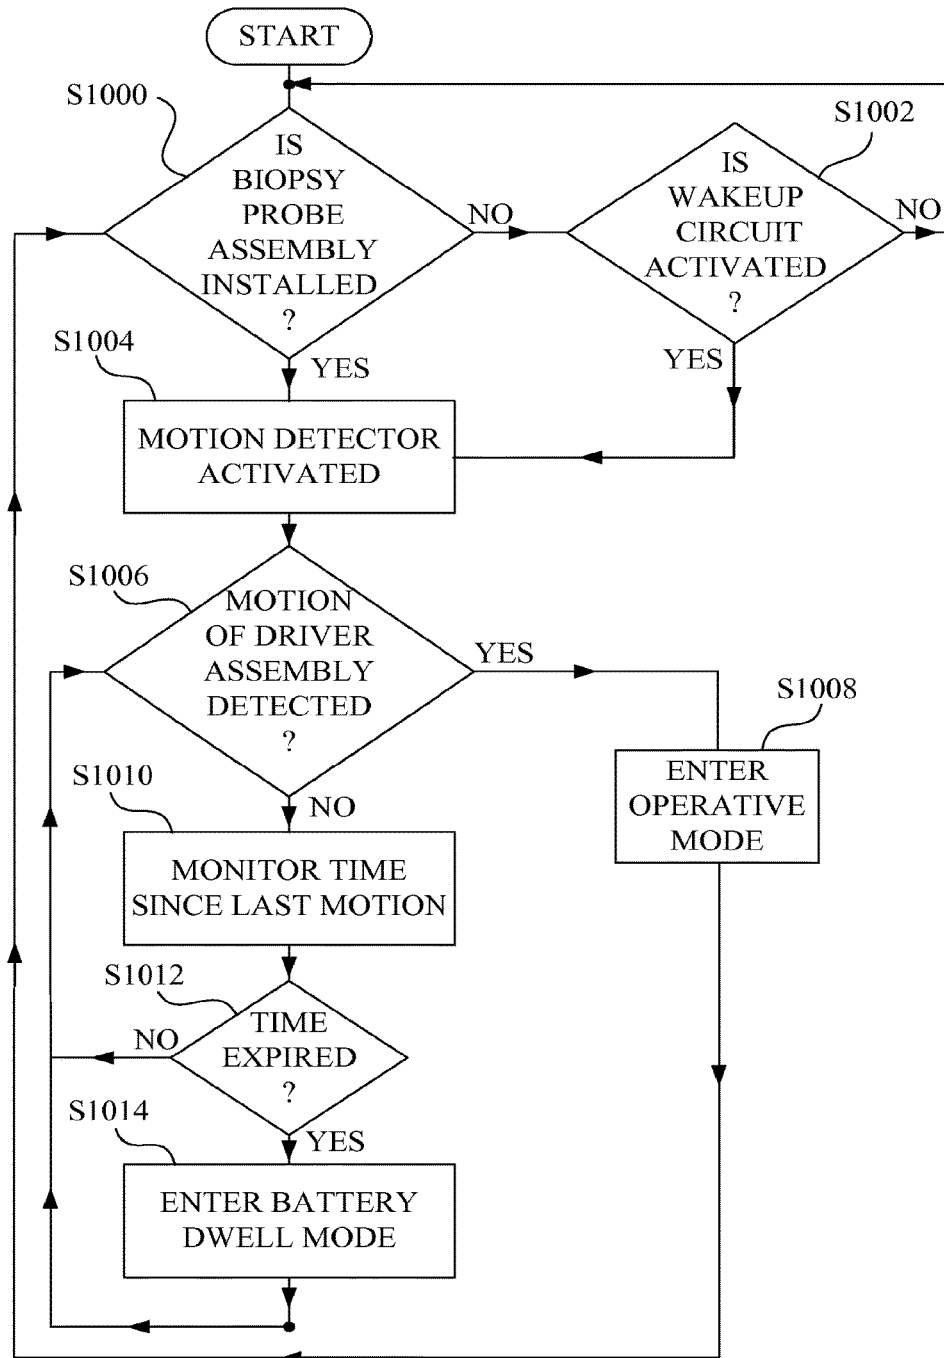 START
S1000
IS
BIOPSY
PROBE
ASSEMBLY
INSTALLED
?
NO
S1002
IS
WAKEUP
CIRCUIT
ACTIVATED
?
NO
YES
S1004
YES
MOTION DETECTOR
ACTIVATED
S1006
MOTION
OF DRIVER
ASSEMBLY
DETECTED
?
YES
S1008
ENTER
OPERATIVE
MODE
S1010
NO
MONITOR TIME
SINCE LAST MOTION
S1012
TIME
EXPIRED
?
NO
S1014
YES
ENTER BATTERY
DWELL MODE